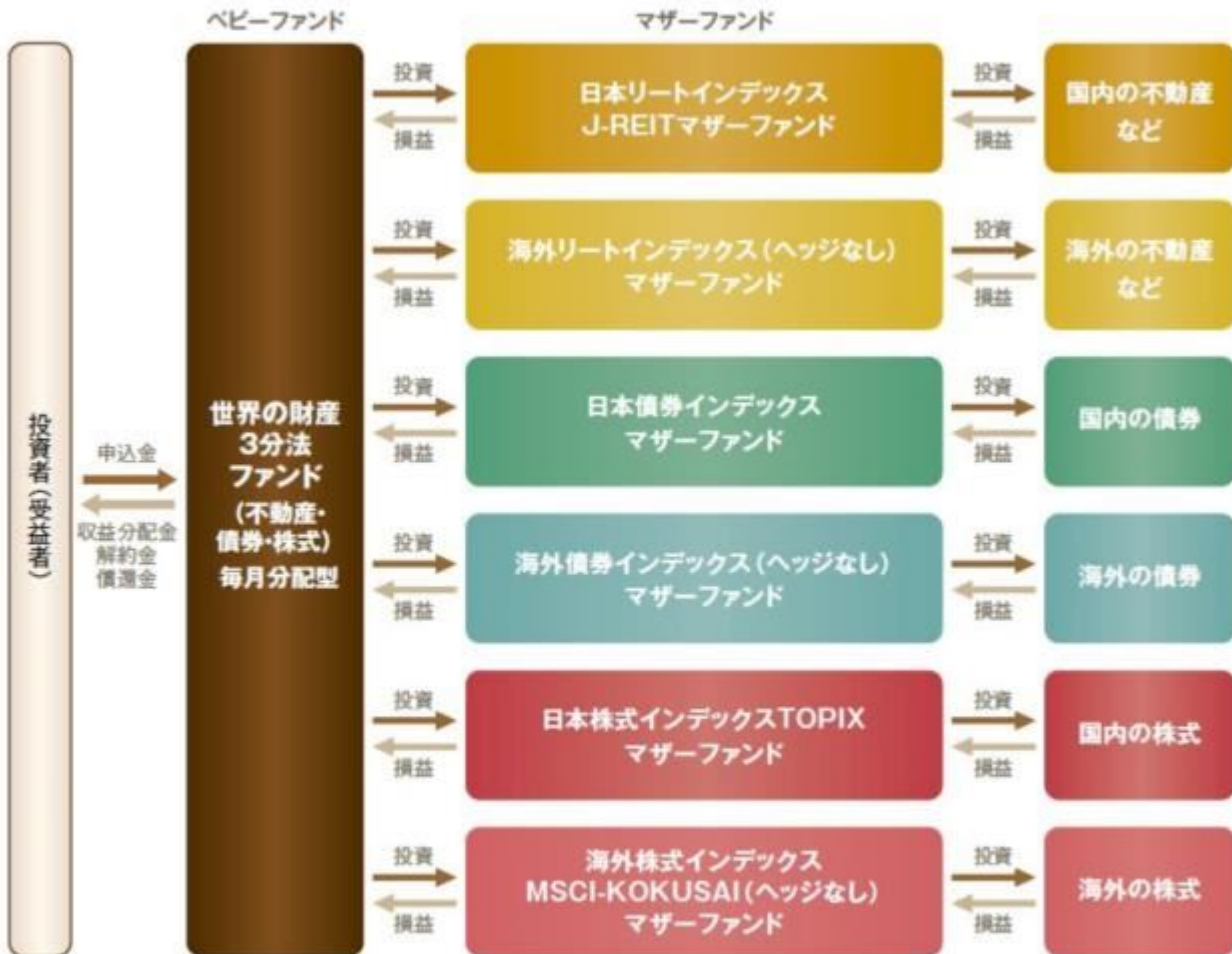 ベビーファンド
マザーファンド
投資者(受益者)
申込金
収益分配金
解約金
償還金
世界の財産
3分法
ファンド
(不動産・
債券・株式)
毎月分配型
投資
損益
日本リートインデックス
J-REITマザーファンド
投資
損益
国内の不動産
など
投資
損益
海外リートインデックス(ヘッジなし)
マザーファンド
投資
損益
海外の不動産
など
投資
損益
日本債券インデックス
マザーファンド
投資
損益
国内の債券
投資
損益
海外債券インデックス(ヘッジなし)
マザーファンド
投資
損益
海外の債券
投資
損益
日本株式インデックスTOPIX
マザーファンド
投資
損益
国内の株式
投資
損益
海外株式インデックス
MSCI-KOKUSAI(ヘッジなし)
マザーファンド
投資
損益
海外の株式